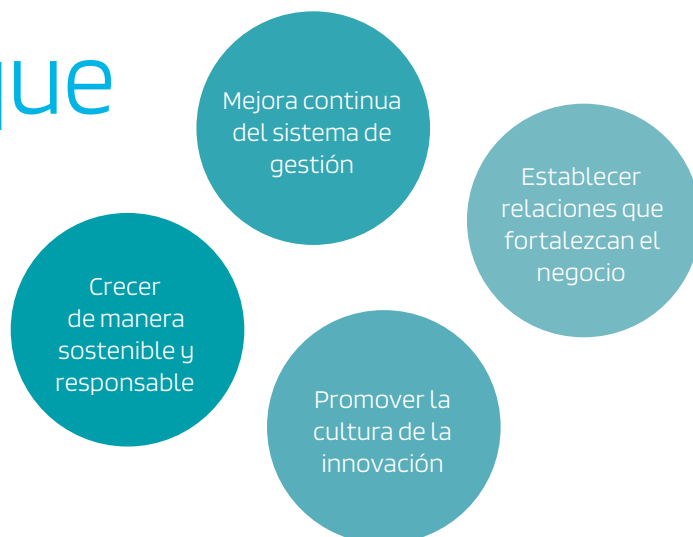 que
Mejora continua
del sistema de
gestión
Establecer
relaciones que
fortalezcan el
negocio
Crecer
de manera
sostenible y
responsable
Promover la
cultura de la
innovación